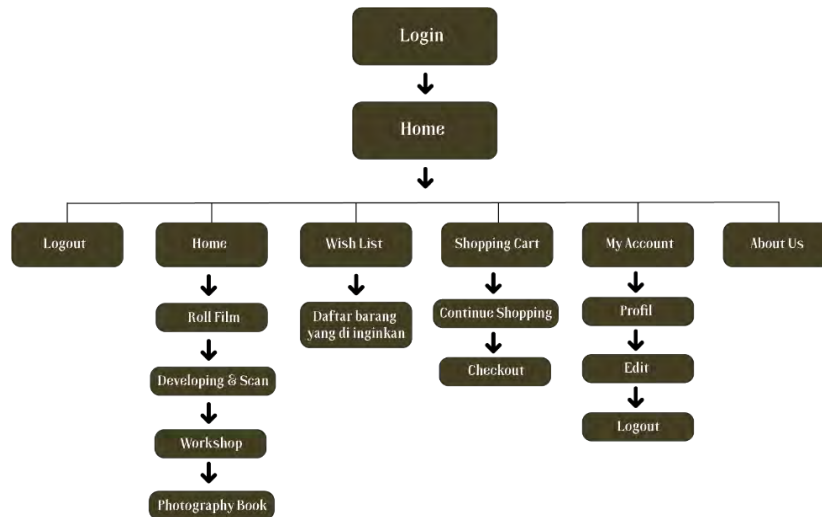 Login
Home
Logout
Home
Wish List
Shopping Cart
My Account
About Us
Roll Film
Daftar barang
yang di inginkan
Continue Shopping
Profil
Developing & Scan
Checkout
Edit
Workshop
Logout
Photography Book